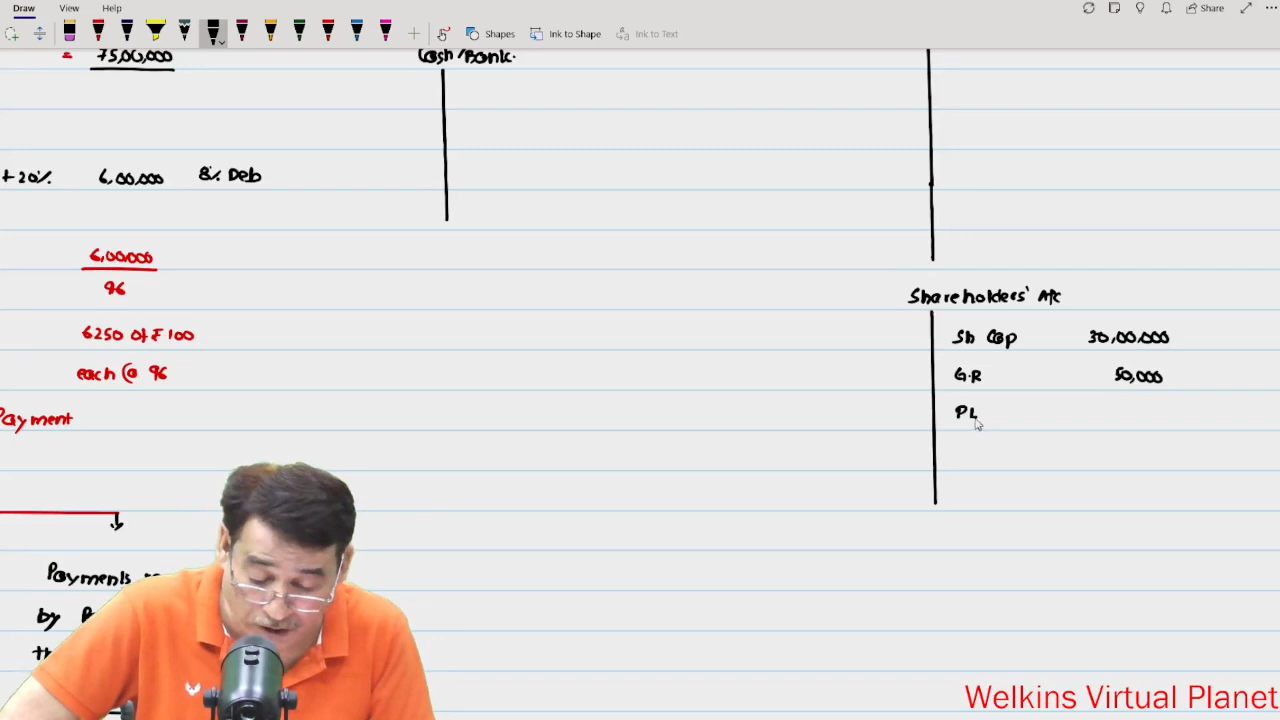 Draw View Help
Shapes Ink to Shape Ink to Text Share
= 75,00,000
Cash/Bank.
+20% 6,00,000 8% Deb
6,00,000
96
6250 of ₹ 100
each @ 96
Payment
Payments
by
Shareholders' A/c
Sh Cap 30,00,000
G.R 50,000
PL
Welkins Virtual Planet